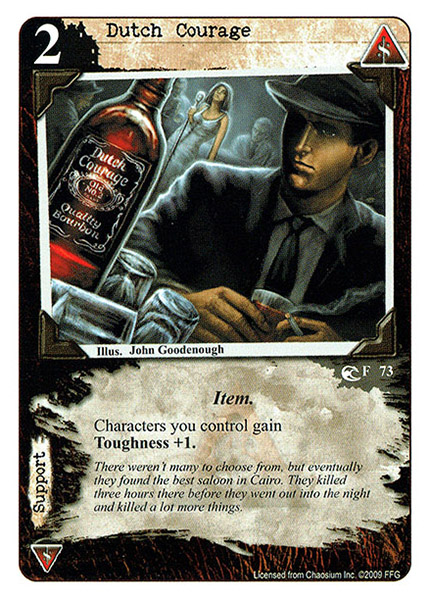 2
Dutch Courage
Dutch
Courage
Old
No.2
Quality
Bourbon
Illus. John Goodenough
F 73
Item.
Characters you control gain
Toughness +1.
There weren't many to choose from, but eventually
they found the best saloon in Cairo. They killed
three hours there before they went out into the night
and killed a lot more things.
Support
Licensed from Chaosium Inc. ©2009 FFG